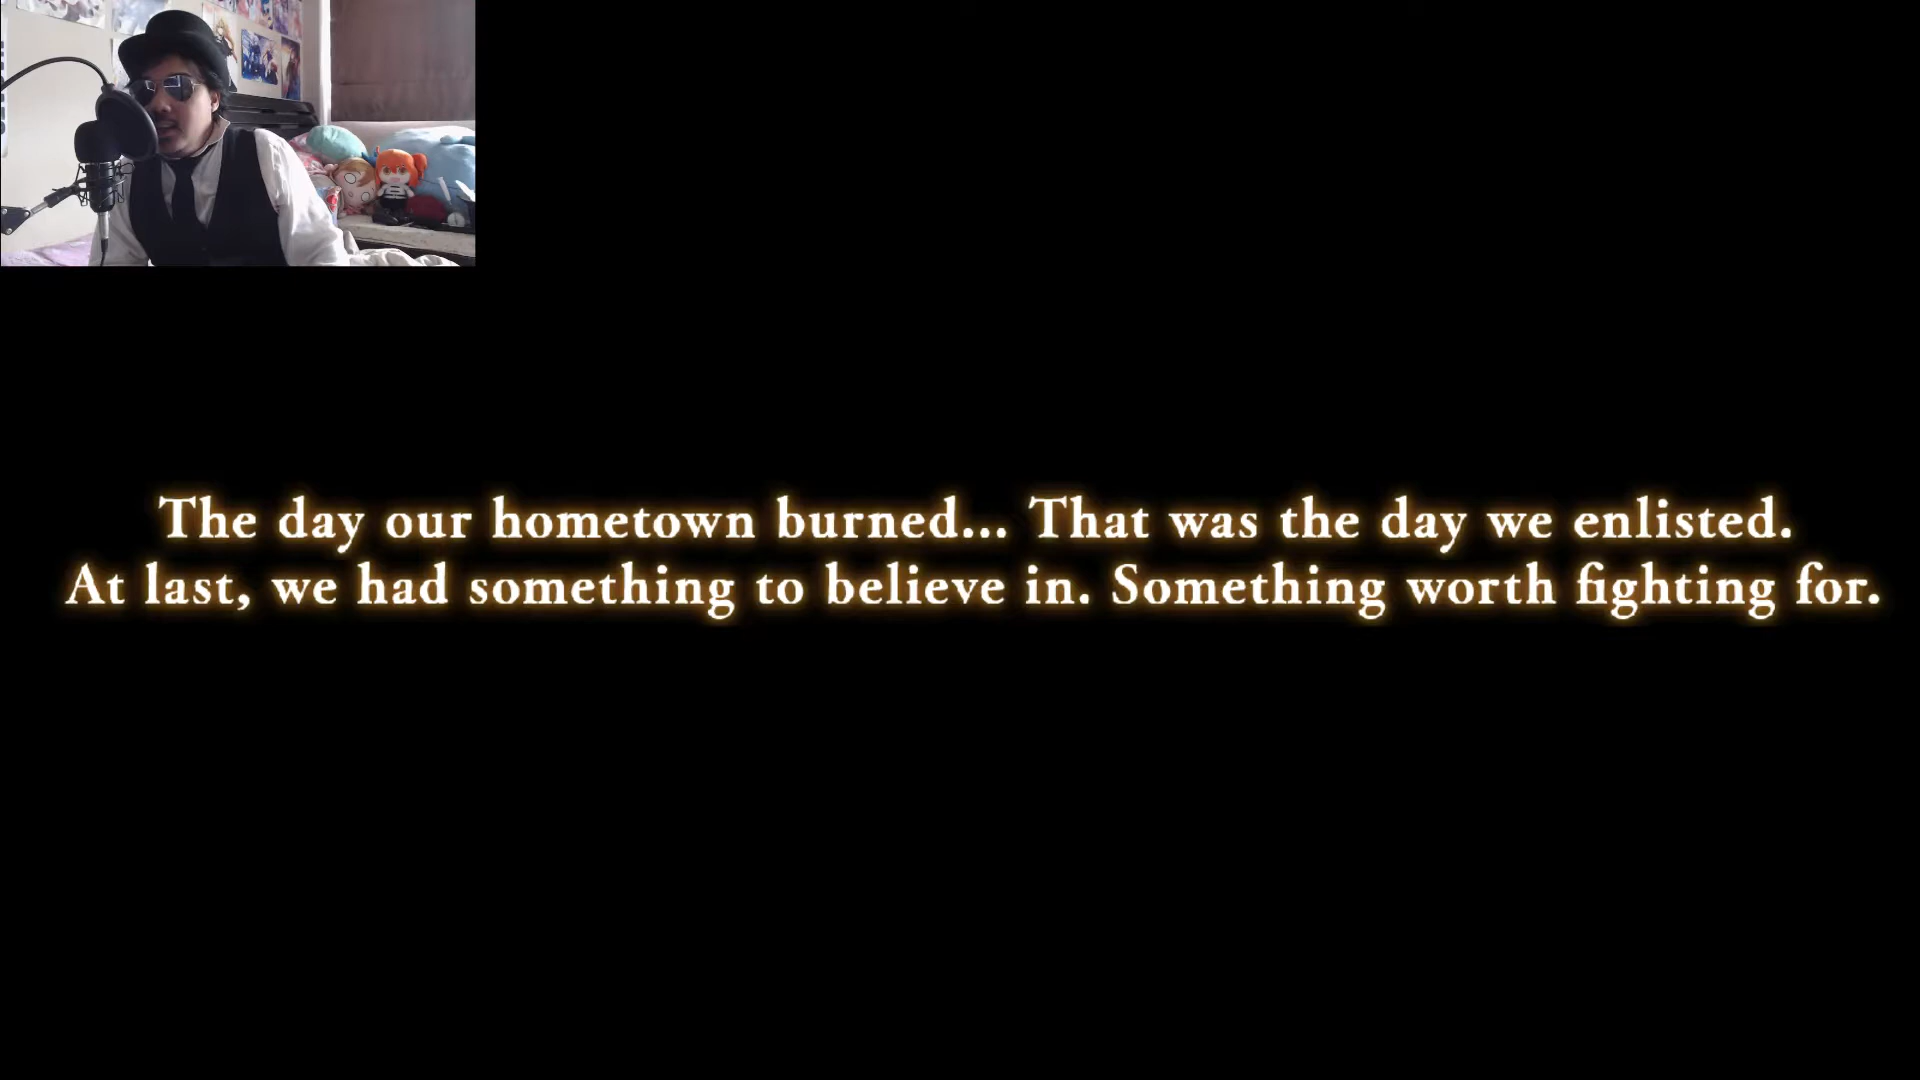 The day our hometown burned... That was the day we enlisted.
At last, we had something to believe in. Something worth fighting for.